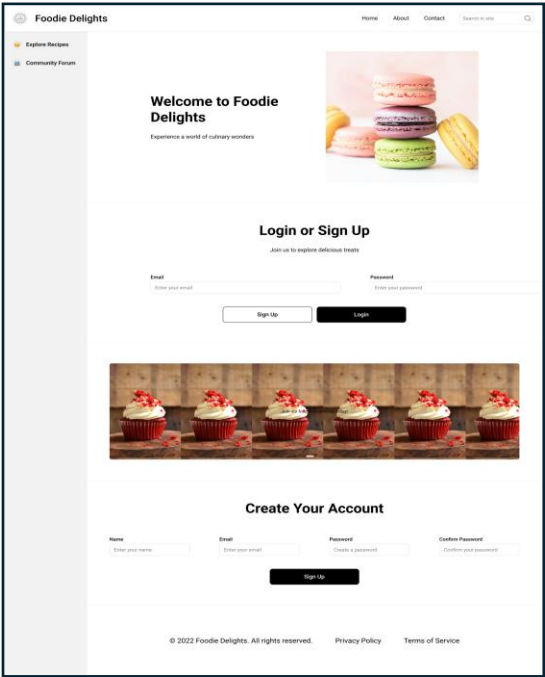 Foodie Delights
Home About Contact Search in site
Explore Recipes
Community Forum
Welcome to Foodie
Delights
Experience a world of culinary wonders
Login or Sign Up
Join us to explore delicious treats
Email Password
Enter your email Enter your password
Sign Up Login
Create Your Account
Name Email Password Confirm Password
Enter your name Enter your email Create a password Confirm your password
Sign Up
© 2022 Foodie Delights. All rights reserved. Privacy Policy Terms of Service